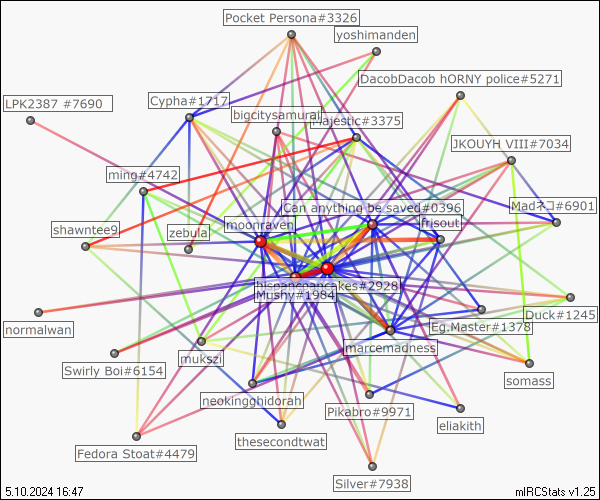 Pocket Persona#3326
yoshimanden
DacobDacob hORNY police#5271
LPK2387 #7690
Cypha#1717
bigcitysamurai
Majestic#3375
JKOUYH VIII#7034
ming#4742
Can anything be saved#0396
Madネコ#6901
shawntee9
zebula
moonraven
frisout
hispancpancakes#2928
Mushy#1984
normalwan
Duck#1245
Eg.Master#1378
marcemadness
Swirly Boi#6154
mukszi
somass
neokingghidorah
Pikabro#9971
eliakith
thesecondtwat
Fedora Stoat#4479
Silver#7938
5.10.2024 16:47
mIRCStats v1.25